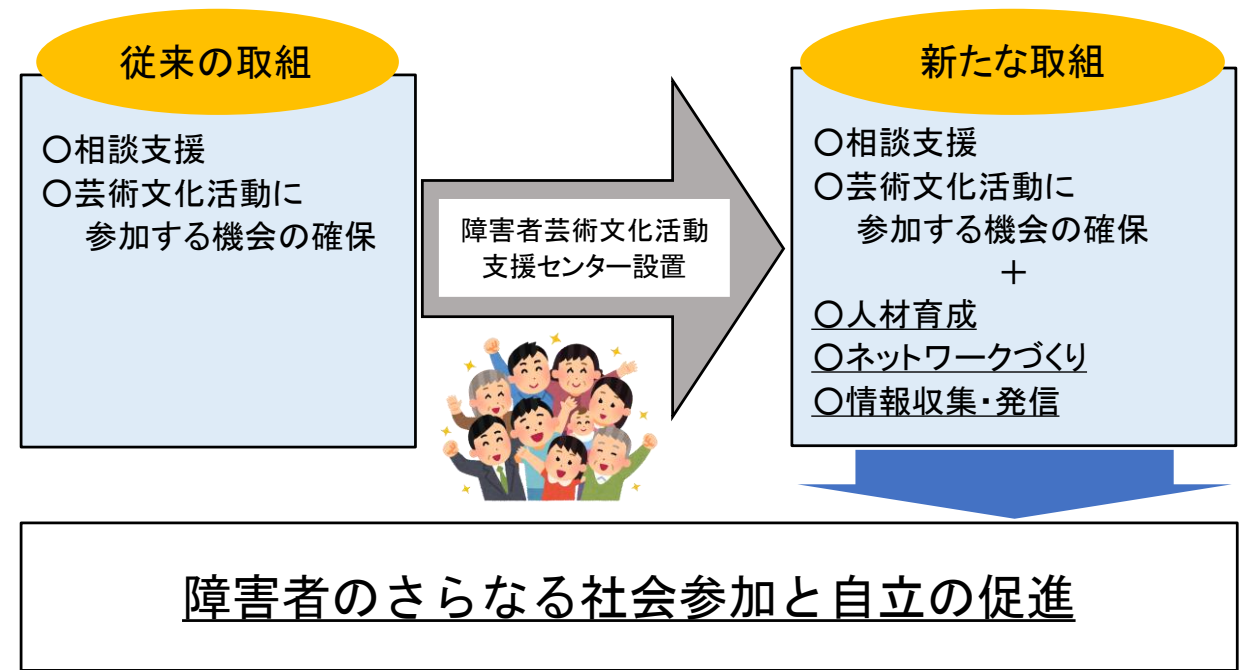 従来の取組
〇相談支援
〇芸術文化活動に
参加する機会の確保
障害者芸術文化活動
支援センター設置
新たな取組
〇相談支援
〇芸術文化活動に
参加する機会の確保
＋
〇人材育成
〇ネットワークづくり
〇情報収集・発信
障害者のさらなる社会参加と自立の促進